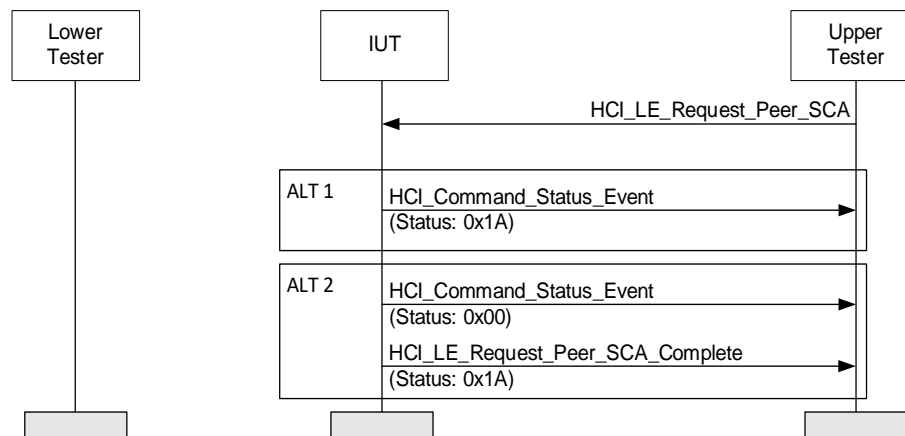 Lower
Tester
IUT
Upper
Tester
HCI_LE_Request_Peer_SCA
ALT 1
HCI_Command_Status_Event
(Status: 0x1A)
ALT 2
HCI_Command_Status_Event
(Status: 0x00)
HCI_LE_Request_Peer_SCA_Complete
(Status: 0x1A)